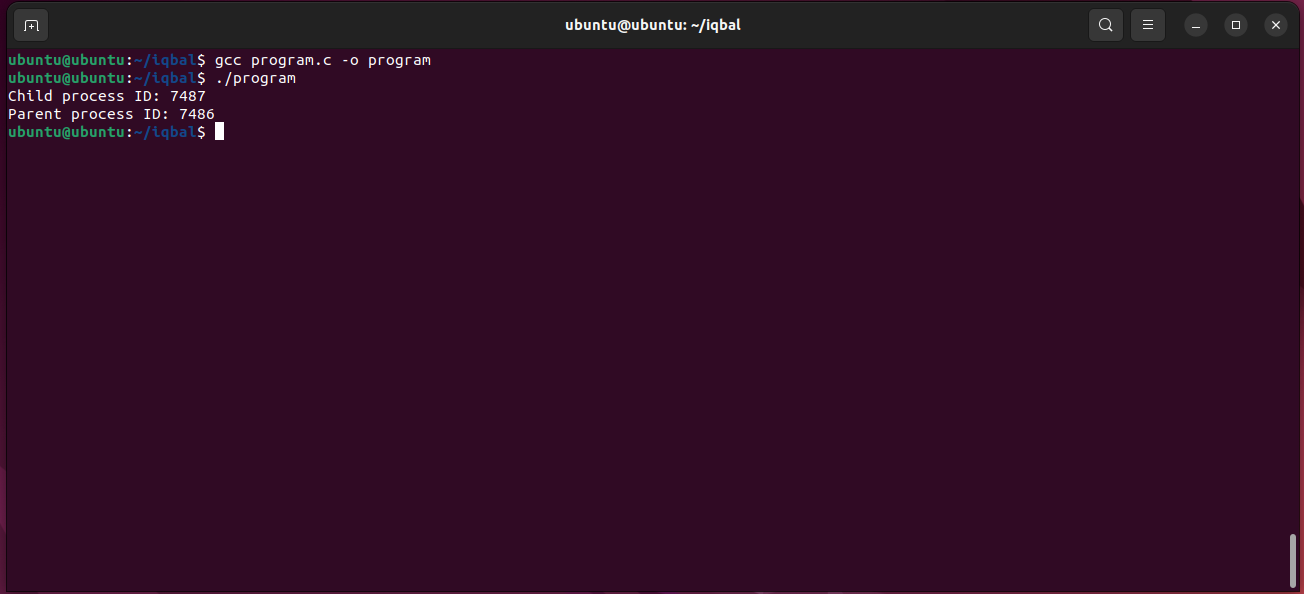 ubuntu@ubuntu: ~/iqbal
ubuntu@ubuntu:~/iqbal$ gcc program.c -o program
ubuntu@ubuntu:~/iqbal$ ./program
Child process ID: 7487
Parent process ID: 7486
ubuntu@ubuntu:~/iqbal$